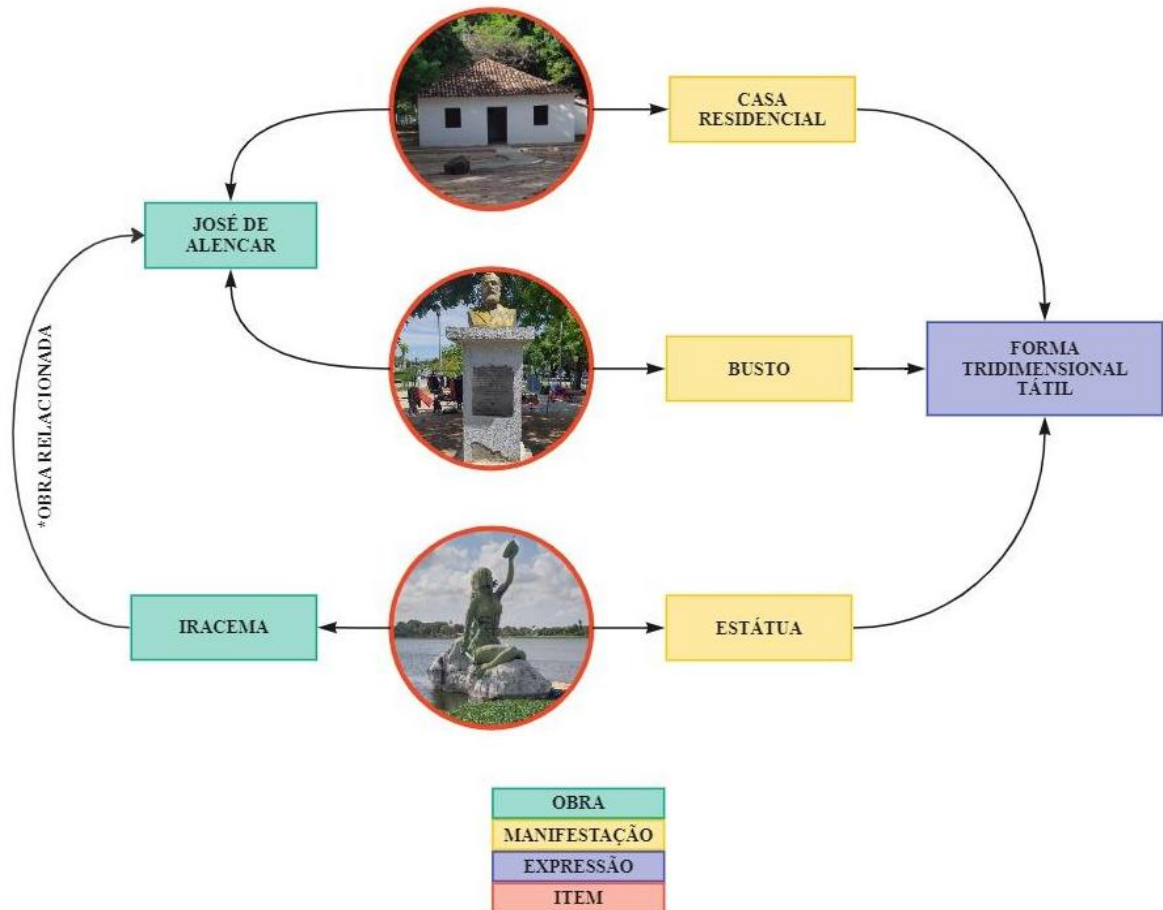 CASA
RESIDENCIAL
JOSÉ DE
ALENCAR
*OBRA RELACIONADA
BUSTO
FORMA
TRIDIMENSIONAL
TÁTIL
IRACEMA
ESTÁTUA
OBRA
MANIFESTAÇÃO
EXPRESSÃO
ITEM